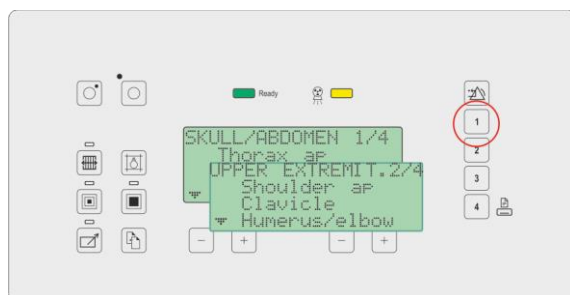 Ready
SKULL/ABDOMEN 1/4
Thorax ap
UPPER EXTREMIT.2/4
Shoulder ap
Clavicle
Humerus/elbow
1
2
3
4
- + - +